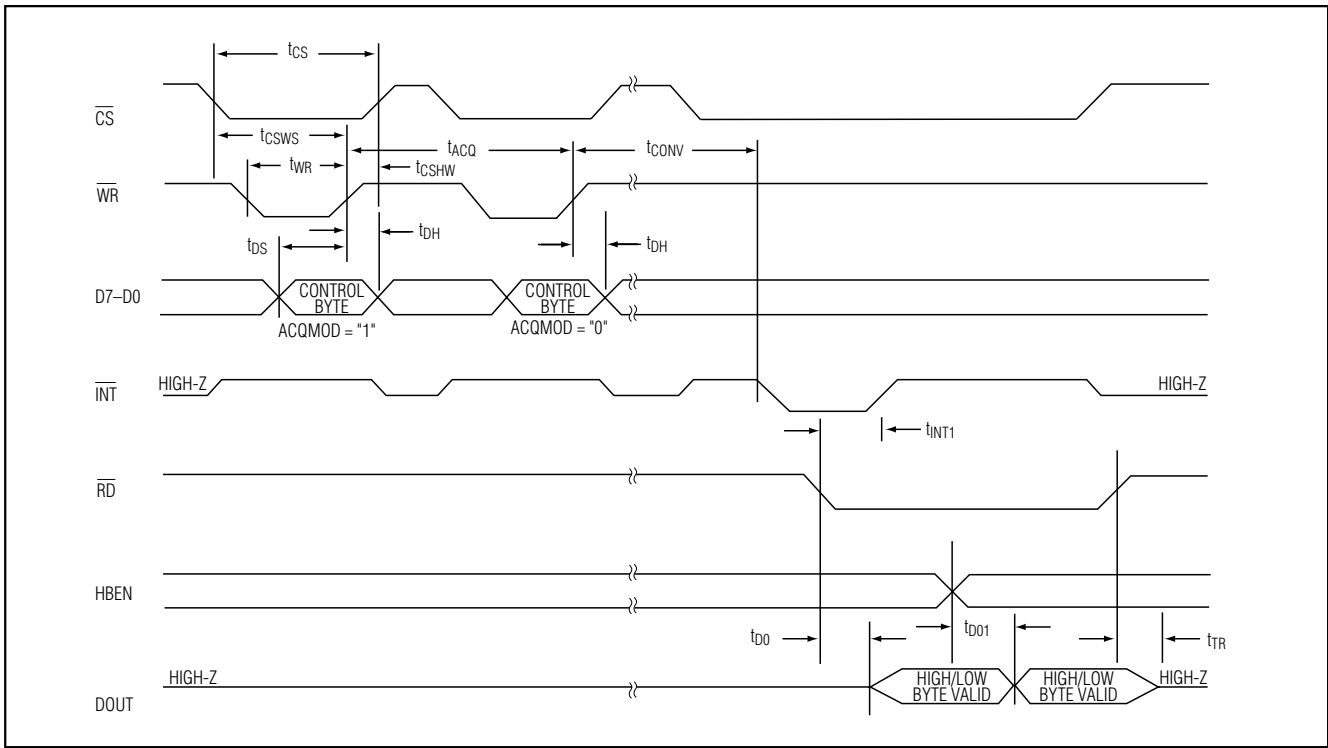 tCS
CS
tCSWS
tACQ
tCONV
tWR
tCSHW
WR
tDS
tDH
tDH
D7–D0
CONTROL
BYTE
CONTROL
BYTE
ACQMOD = "1"
ACQMOD = "0"
INT
HIGH-Z
HIGH-Z
tINT1
RD
HBEN
tD0
tD01
tTR
DOUT
HIGH-Z
HIGH/LOW
BYTE VALID
HIGH/LOW
BYTE VALID
HIGH-Z